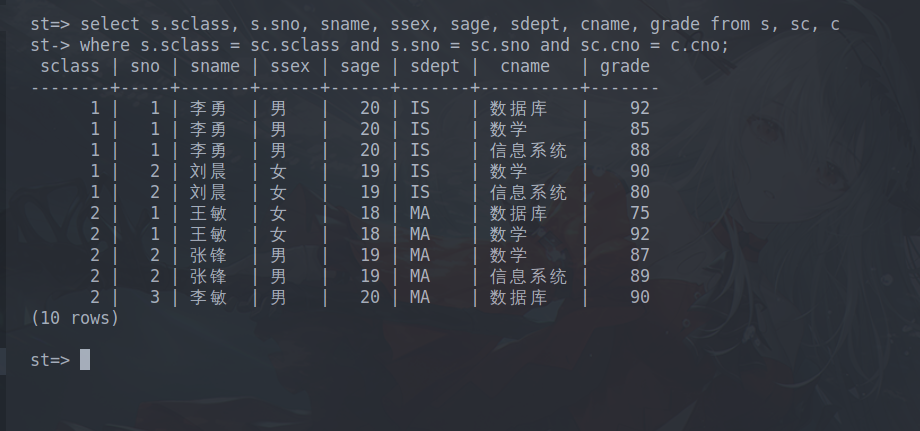 st=> select s.sclass, s.sno, sname, ssex, sage, sdept, cname, grade from s, sc, c
st-> where s.sclass = sc.sclass and s.sno = sc.sno and sc.cno = c.cno;
 sclass | sno | sname | ssex | sage | sdept |  cname   | grade
--------+-----+-------+------+------+-------+----------+-------
      1 |   1 | 李勇  | 男   |   20 | IS    | 数据库   |    92
      1 |   1 | 李勇  | 男   |   20 | IS    | 数学     |    85
      1 |   1 | 李勇  | 男   |   20 | IS    | 信息系统 |    88
      1 |   2 | 刘晨  | 女   |   19 | IS    | 数学     |    90
      1 |   2 | 刘晨  | 女   |   19 | IS    | 信息系统 |    80
      2 |   1 | 王敏  | 女   |   18 | MA    | 数据库   |    75
      2 |   1 | 王敏  | 女   |   18 | MA    | 数学     |    92
      2 |   2 | 张锋  | 男   |   19 | MA    | 数学     |    87
      2 |   2 | 张锋  | 男   |   19 | MA    | 信息系统 |    89
      2 |   3 | 李敏  | 男   |   20 | MA    | 数据库   |    90
(10 rows)
st=>